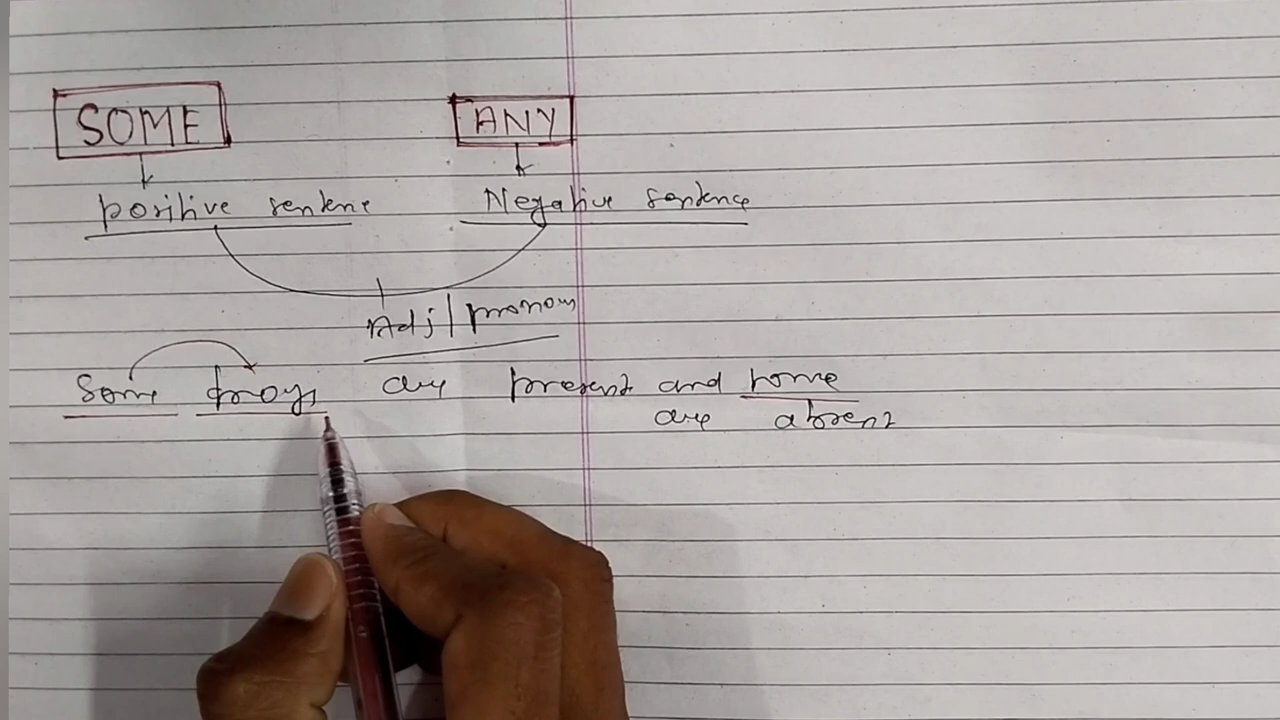 SOME ANY
positive sentence Negative sentence
Adj/pronoun
Some boys are present and some
are absent